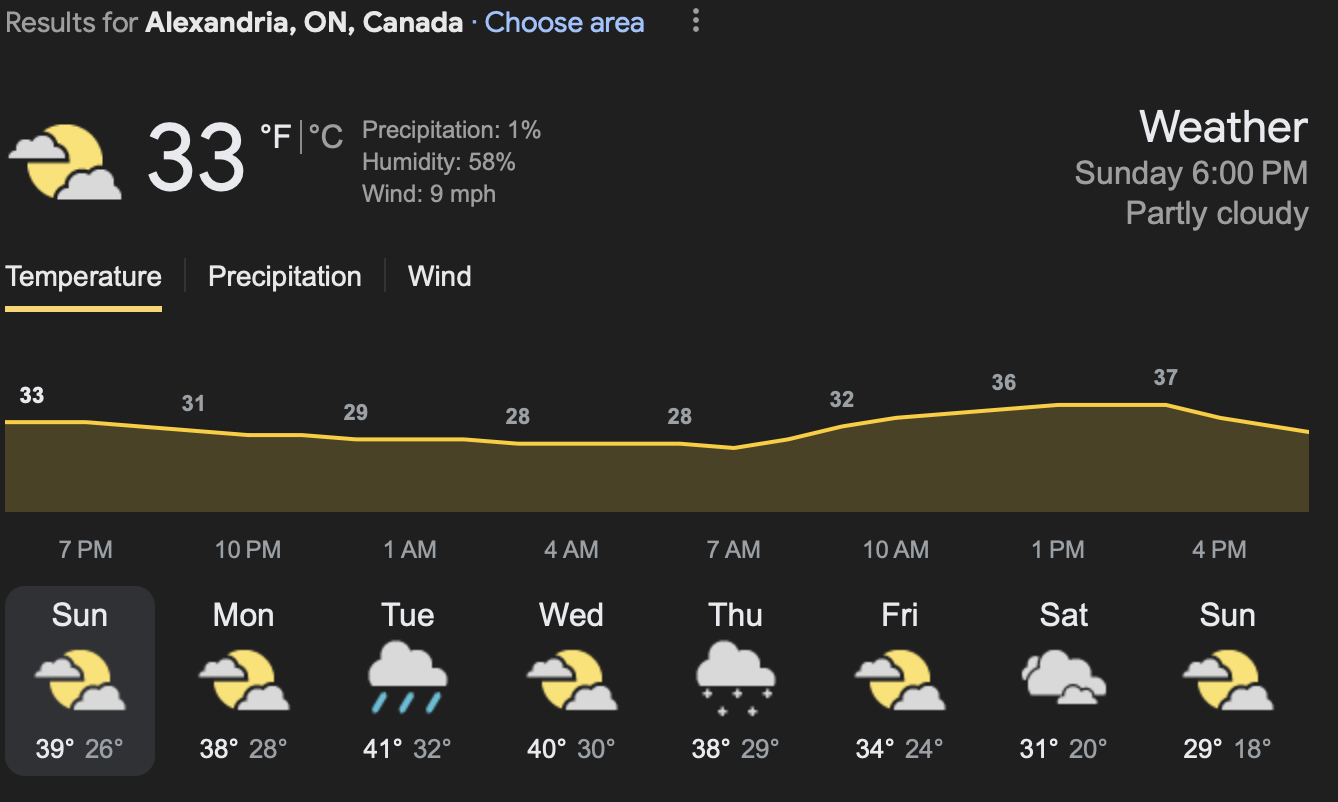 Results for Alexandria, ON, Canada · Choose area
33 °F|°C
Precipitation: 1%
Humidity: 58%
Wind: 9 mph
Weather
Sunday 6:00 PM
Partly cloudy
Temperature | Precipitation | Wind
33 31 29 28 28 32 36 37
7 PM 10 PM 1 AM 4 AM 7 AM 10 AM 1 PM 4 PM
Sun Mon Tue Wed Thu Fri Sat Sun
39° 26° 38° 28° 41° 32° 40° 30° 38° 29° 34° 24° 31° 20° 29° 18°